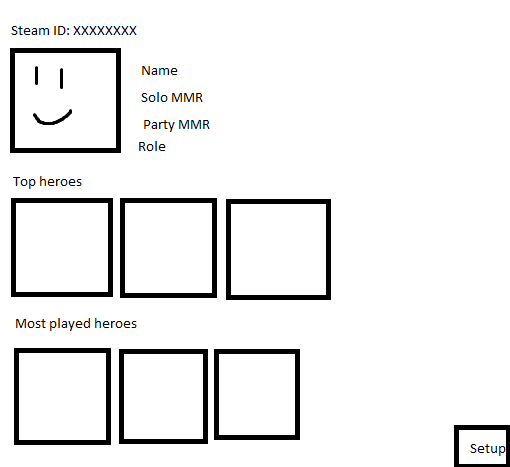 Steam ID: XXXXXXXX
Name
Solo MMR
Party MMR
Role
Top heroes
Most played heroes
Setup